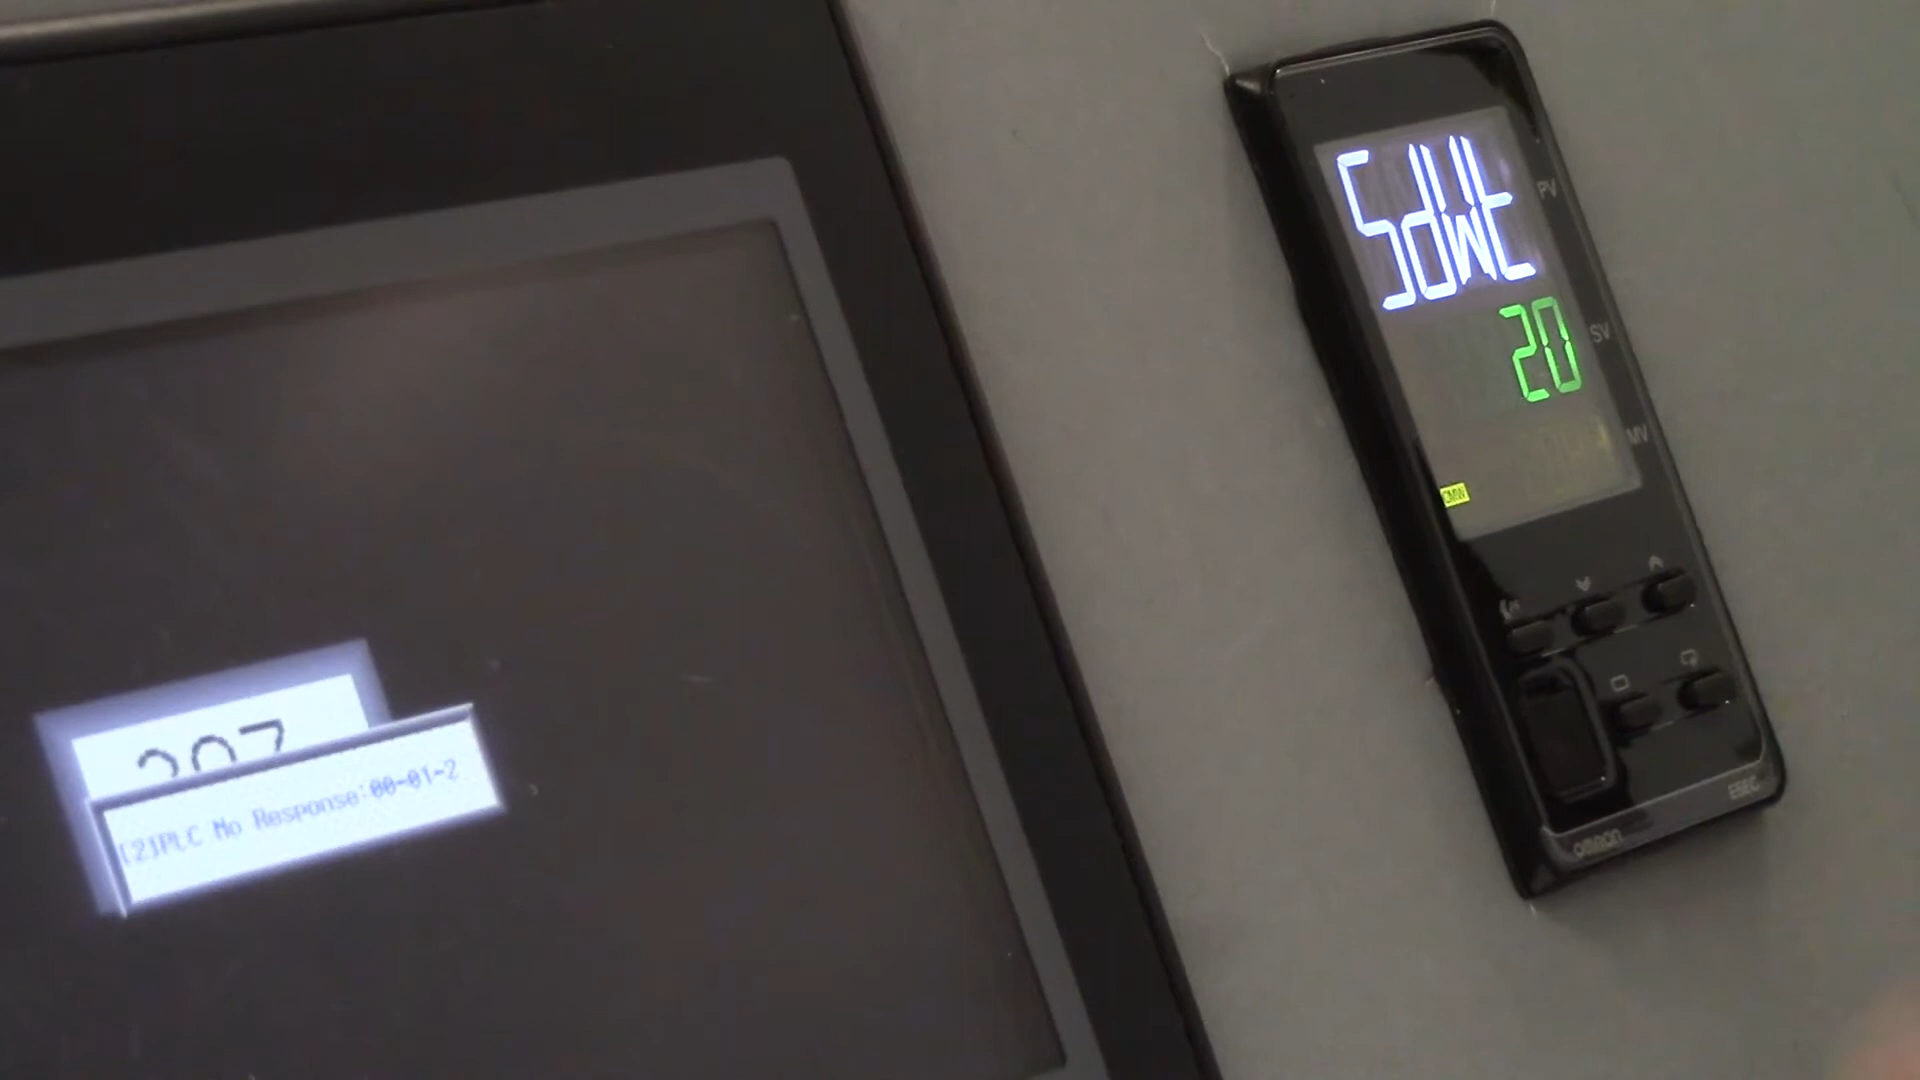 207
[2]PLC No Response:00-01-2
SdWt
PV
20
SV
MV
CMW
E5EC
omron